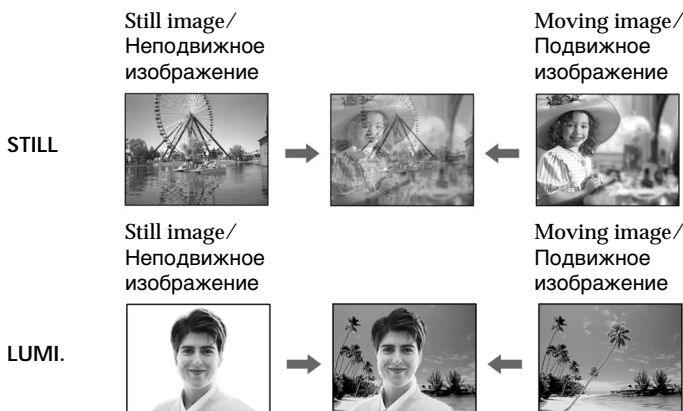 Still image/
Неподвижное
изображение
Moving image/
Подвижное
изображение
STILL
Still image/
Неподвижное
изображение
Moving image/
Подвижное
изображение
LUMI.